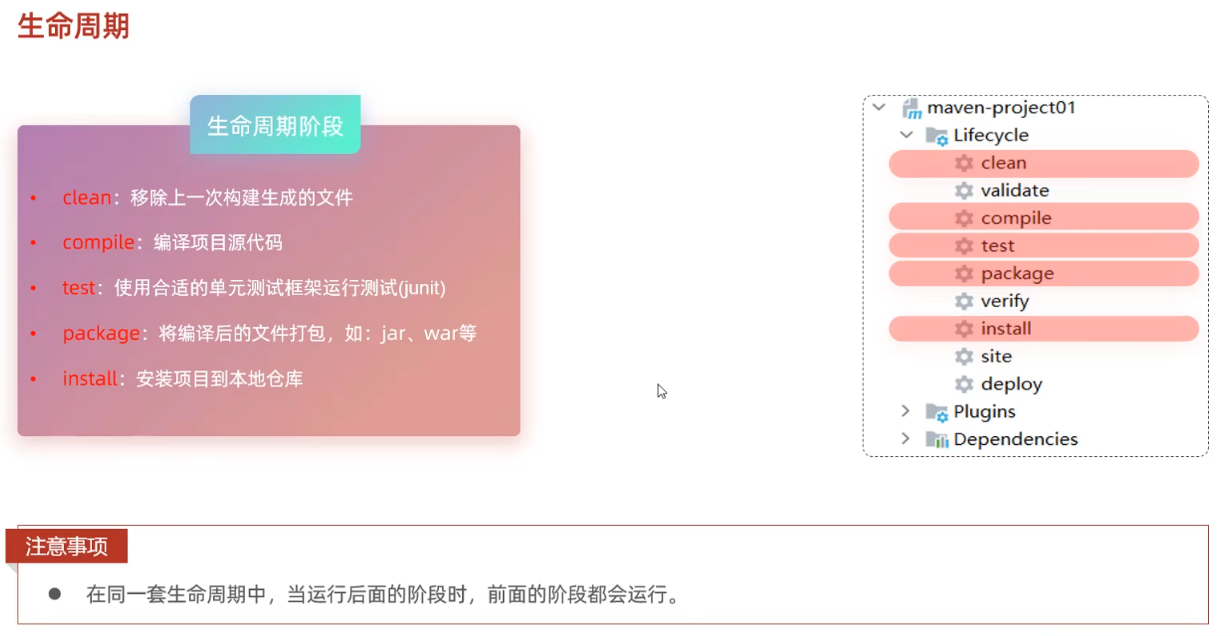 生命周期
生命周期阶段
• clean：移除上一次构建生成的文件
• compile：编译项目源代码
• test：使用合适的单元测试框架运行测试(junit)
• package：将编译后的文件打包，如：jar、war等
• install：安装项目到本地仓库
maven-project01
Lifecycle
clean
validate
compile
test
package
verify
install
site
deploy
Plugins
Dependencies
注意事项
● 在同一套生命周期中，当运行后面的阶段时，前面的阶段都会运行。